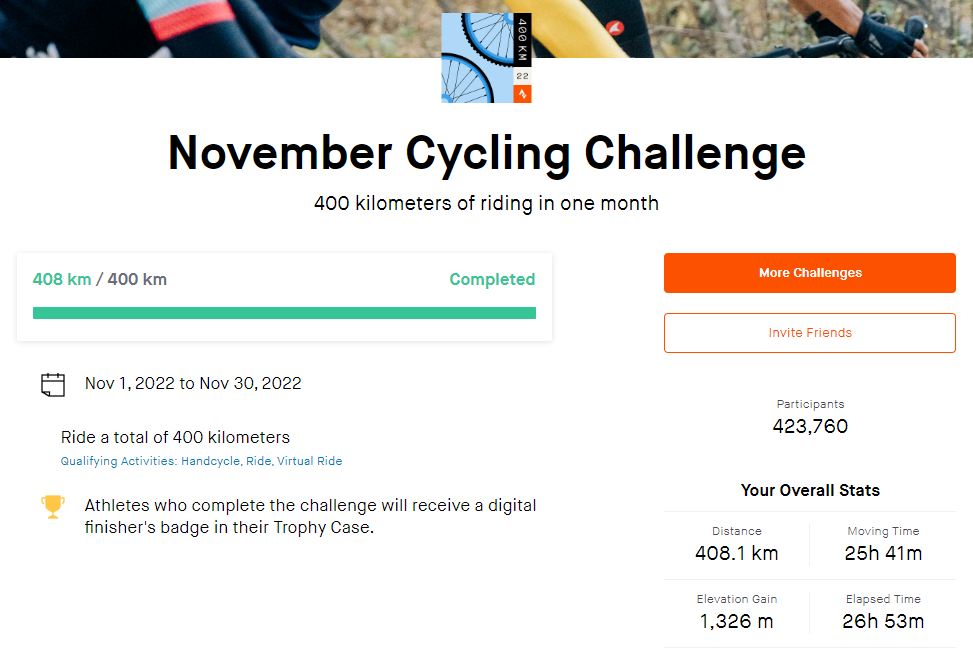 400 KM
22
November Cycling Challenge
400 kilometers of riding in one month
408 km / 400 km
Completed
Nov 1, 2022 to Nov 30, 2022
Ride a total of 400 kilometers
Qualifying Activities: Handcycle, Ride, Virtual Ride
Athletes who complete the challenge will receive a digital
finisher's badge in their Trophy Case.
More Challenges
Invite Friends
Participants
423,760
Your Overall Stats
Distance
408.1 km
Moving Time
25h 41m
Elevation Gain
1,326 m
Elapsed Time
26h 53m